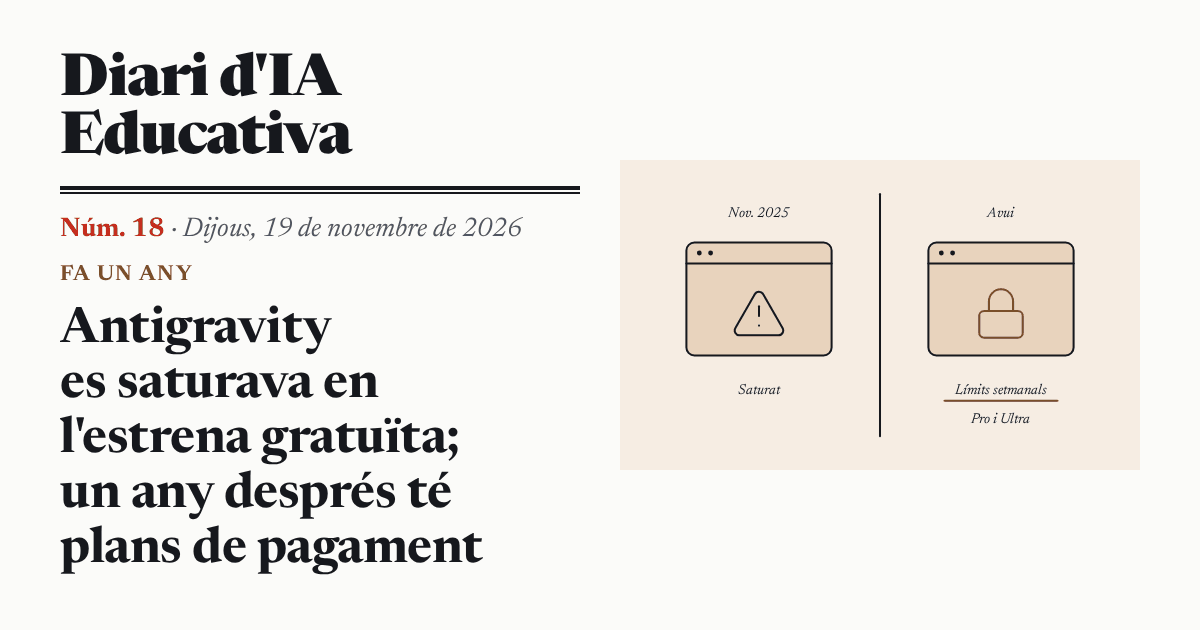 Diari d'IA
Educativa
Núm. 18 · Dijous, 19 de novembre de 2026
FA UN ANY
Antigravity
es saturava en
l'estrena gratuïta;
un any després té
plans de pagament
Nov. 2025
Saturat
Avui
Límits setmanals
Pro i Ultra